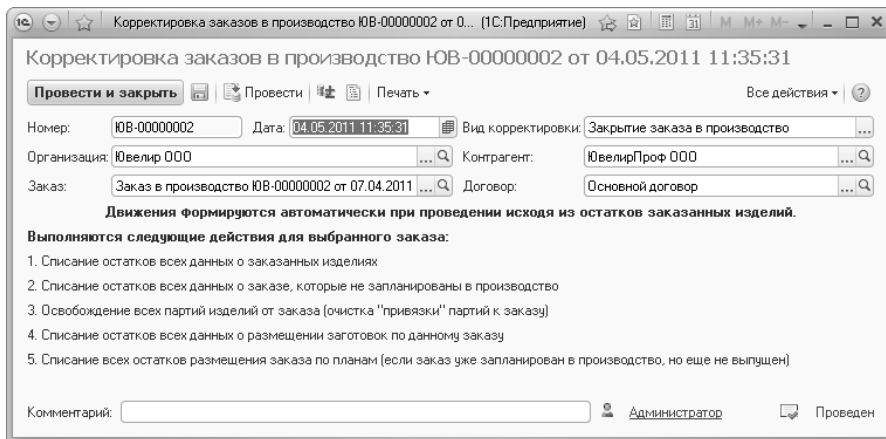 Корректировка заказов в производство ЮВ-00000002 от 0... (1С:Предприятие) M M+ M-
Корректировка заказов в производство ЮВ-00000002 от 04.05.2011 11:35:31
Провести и закрыть Провести Печать Все действия ?
Номер: ЮВ-00000002 Дата: 04.05.2011 11:35:31 Вид корректировки: Закрытие заказа в производство ...
Организация: Ювелир ООО ... Контрагент: ЮвелирПроф ООО ...
Заказ: Заказ в производство ЮВ-00000002 от 07.04.2011 ... Договор: Основной договор ...
Движения формируются автоматически при проведении исходя из остатков заказанных изделий.
Выполняются следующие действия для выбранного заказа:
1. Списание остатков всех данных о заказанных изделиях
2. Списание остатков всех данных о заказе, которые не запланированы в производство
3. Освобождение всех партий изделий от заказа (очистка "привязки" партий к заказу)
4. Списание остатков всех данных о размещении заготовок по данному заказу
5. Списание всех остатков размещения заказа по планам (если заказ уже запланирован в производство, но еще не выпущен)
Комментарий: Администратор Проведен